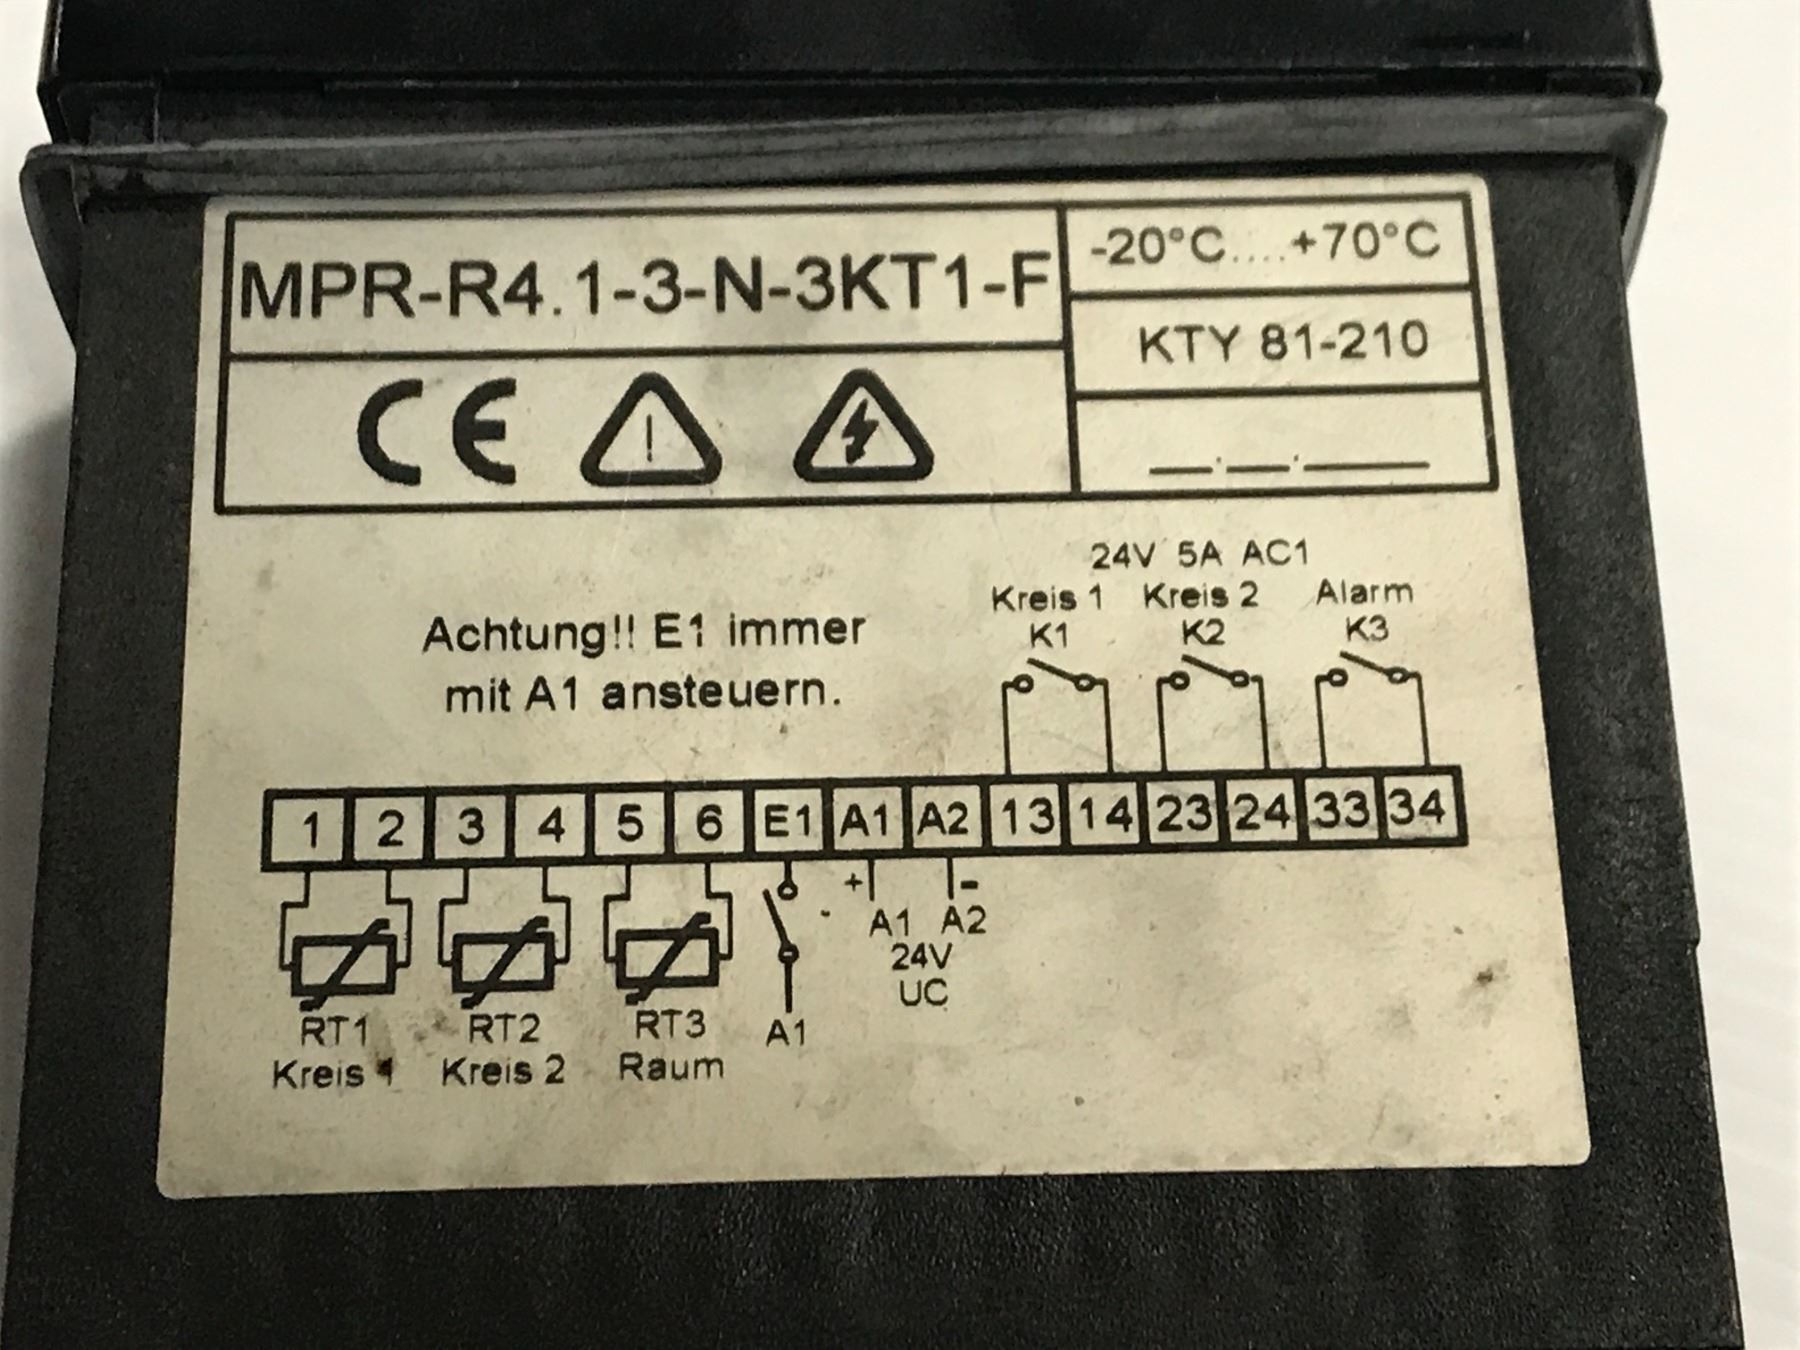 MPR-R4.1-3-N-3KT1-F
-20°C....+70°C
KTY 81-210
CE
24V 5A AC1
Kreis 1 Kreis 2 Alarm
K1 K2 K3
Achtung!! E1 immer
mit A1 ansteuern.
1 2 3 4 5 6 E1 A1 A2 13 14 23 24 33 34
+ -
A1 A2
24V
UC
RT1 RT2 RT3 A1
Kreis 1 Kreis 2 Raum